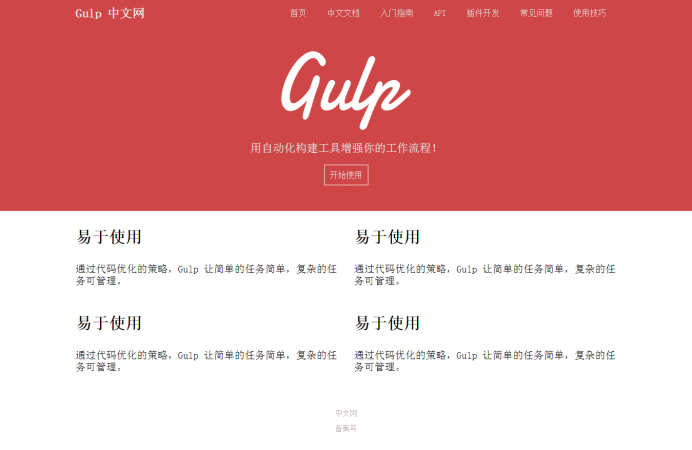 Gulp 中文网
首页 中文文档 入门指南 API 插件开发 常见问题 使用技巧
Gulp
用自动化构建工具增强你的工作流程!
开始使用
易于使用
通过代码优化的策略，Gulp 让简单的任务简单，复杂的任
务可管理。
易于使用
通过代码优化的策略，Gulp 让简单的任务简单，复杂的任
务可管理。
易于使用
通过代码优化的策略，Gulp 让简单的任务简单，复杂的任
务可管理。
易于使用
通过代码优化的策略，Gulp 让简单的任务简单，复杂的任
务可管理。
中文网
备案号